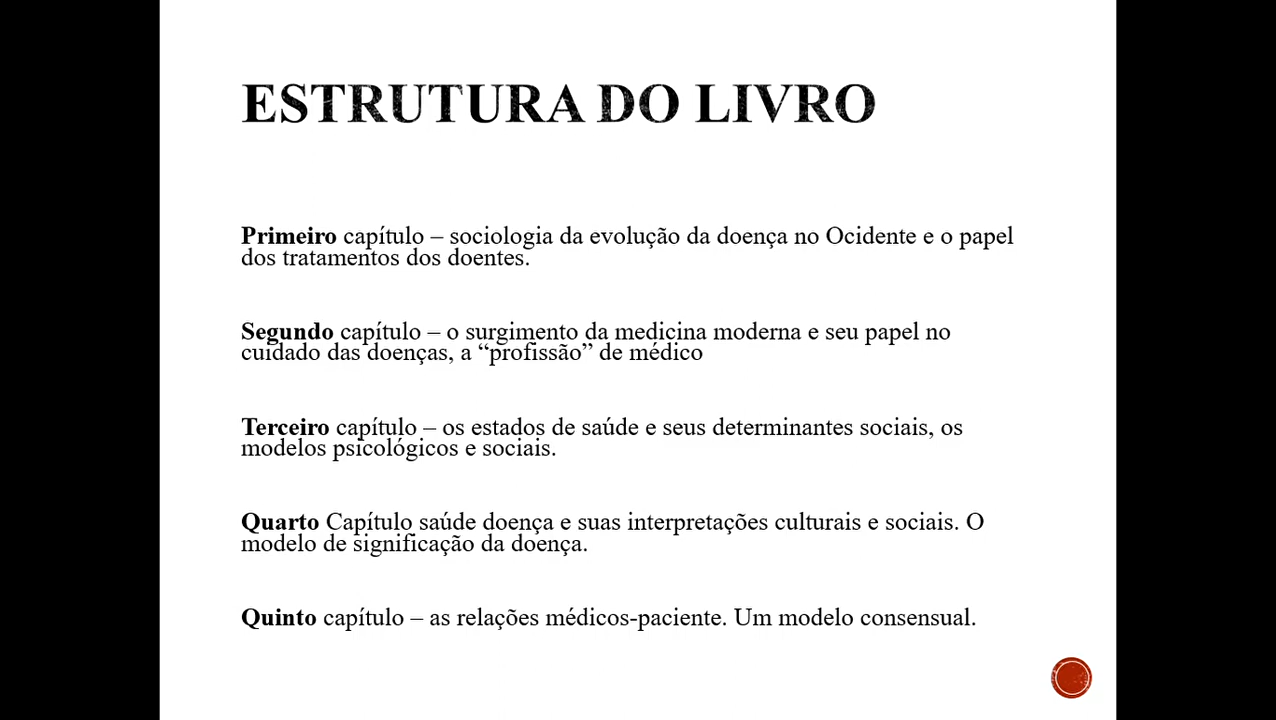 ESTRUTURA DO LIVRO
Primeiro capítulo – sociologia da evolução da doença no Ocidente e o papel
dos tratamentos dos doentes.
Segundo capítulo – o surgimento da medicina moderna e seu papel no
cuidado das doenças, a “profissão” de médico
Terceiro capítulo – os estados de saúde e seus determinantes sociais, os
modelos psicológicos e sociais.
Quarto Capítulo saúde doença e suas interpretações culturais e sociais. O
modelo de significação da doença.
Quinto capítulo – as relações médicos-paciente. Um modelo consensual.